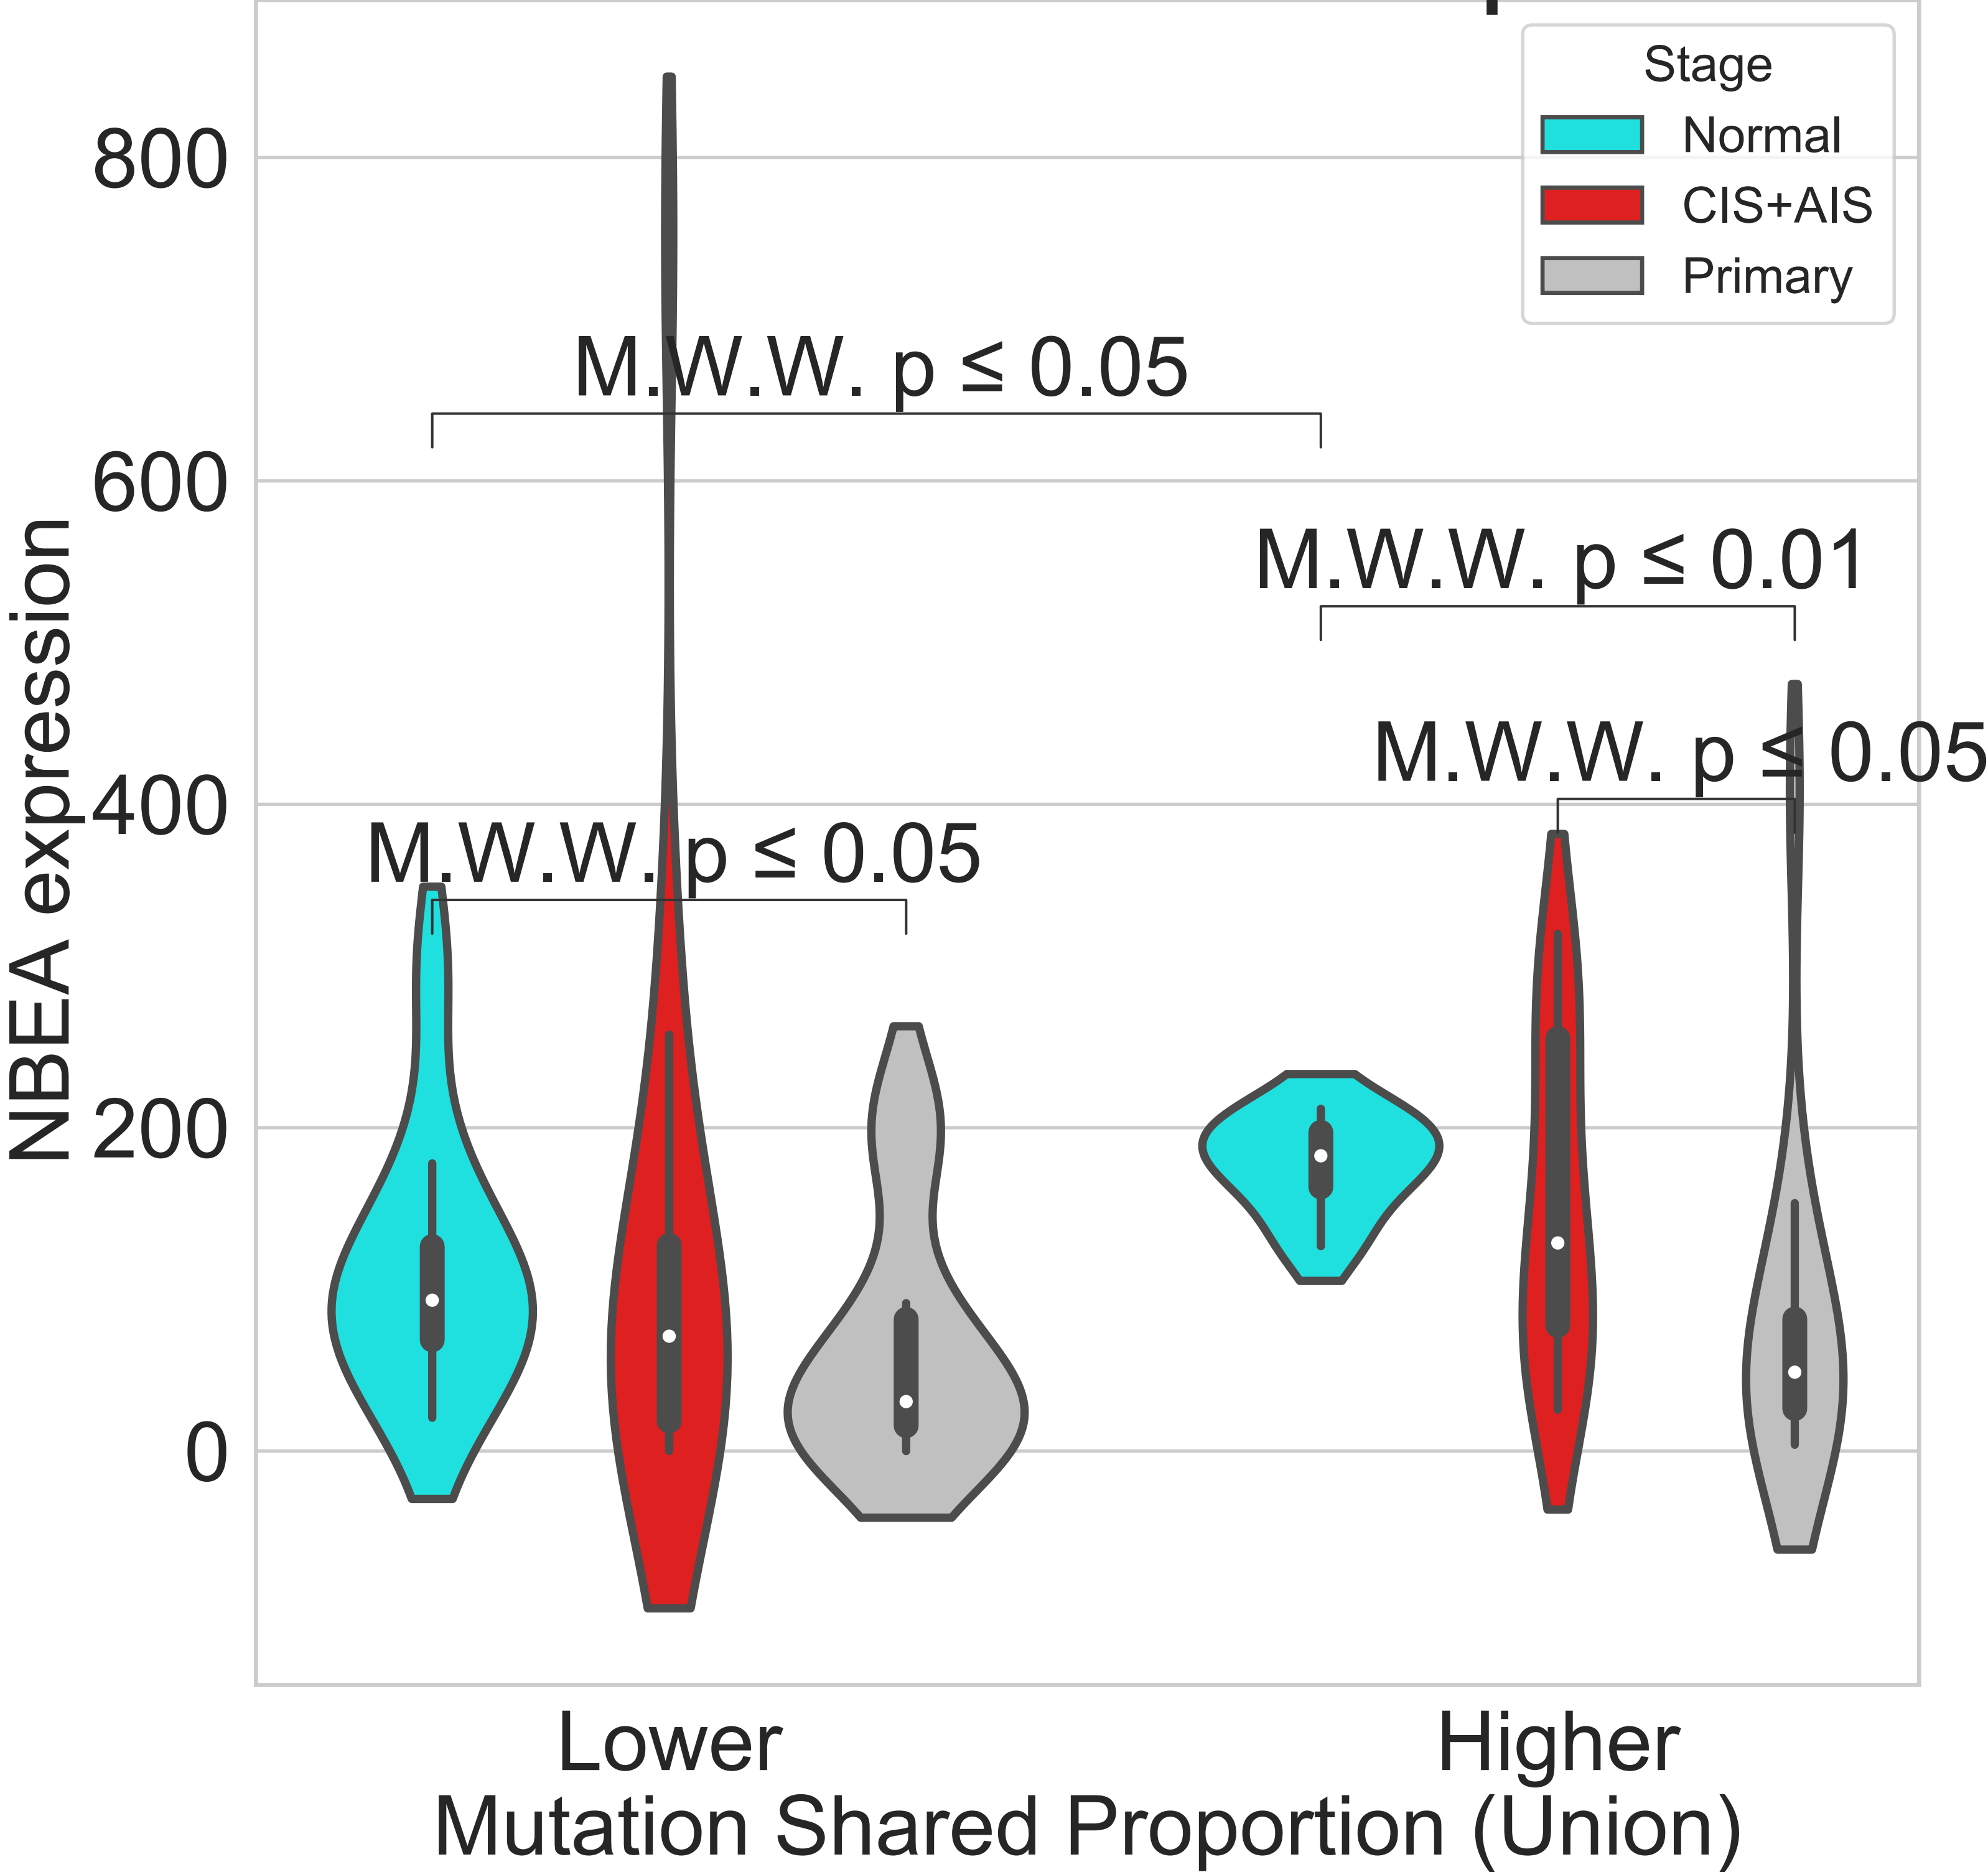 Stage
Normal
CIS+AIS
Primary
800
600
400
200
0
NBEA expression
M.W.W. p ≤ 0.05
M.W.W. p ≤ 0.01
M.W.W. p ≤ 0.05
M.W.W. p ≤ 0.05
Lower
Higher
Mutation Shared Proportion (Union)